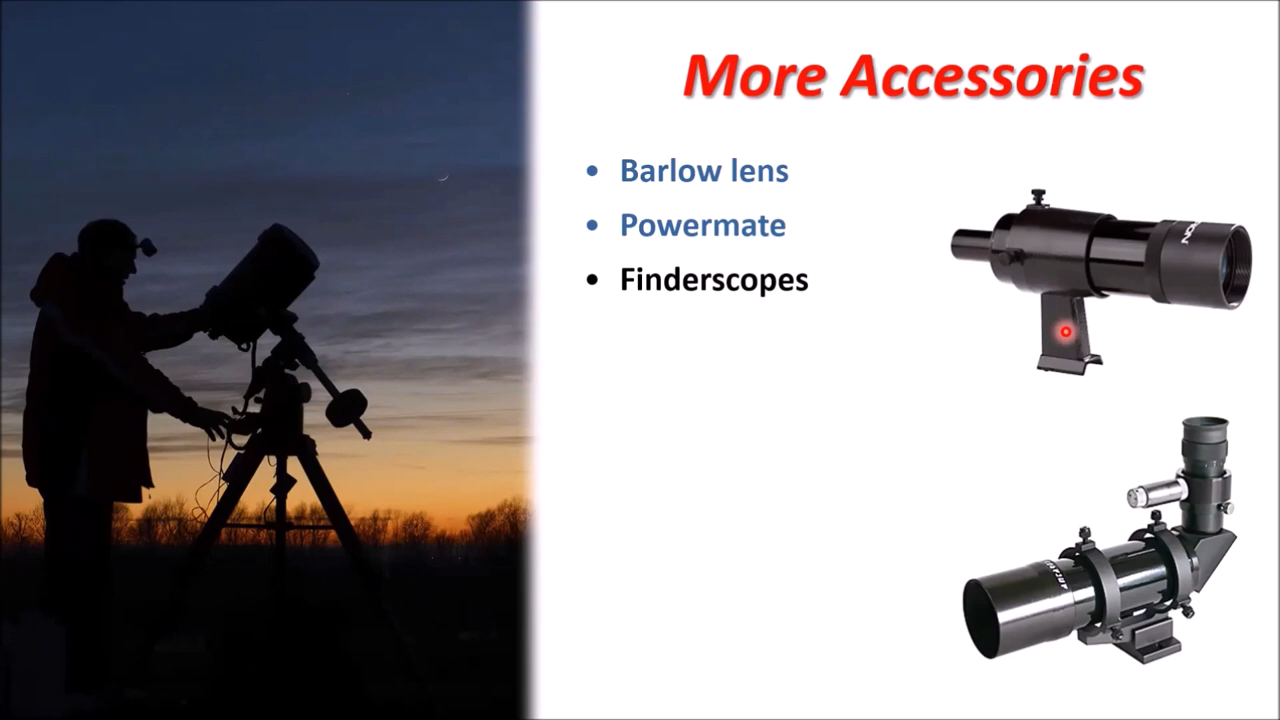 More Accessories
• Barlow lens
• Powermate
• Finderscopes